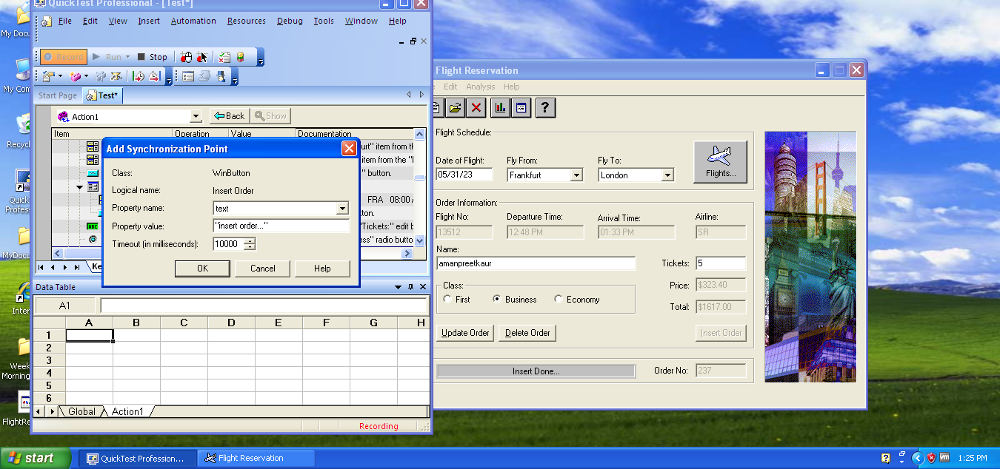 QuickTest Professional - [Test*]
File Edit View Insert Automation Resources Debug Tools Window Help
Record Run Stop
Start Page Test*
Action1 Back Show
Item Operation Value Documentation
item from th
item from the "I
" button.
FRA 08:00
"Tickets:" edit b
radio butto
Add Synchronization Point
Class: WinButton
Logical name: Insert Order
Property name: text
Property value: "insert order..."
Timeout (in milliseconds): 10000
OK Cancel Help
Data Table
A1
A B C D E F G H
1
2
3
4
5
6
Global Action1
Recording
Flight Reservation
Edit Analysis Help
?
Flight Schedule:
Date of Flight: Fly From: Fly To:
05/31/23 Frankfurt London
Flights...
Order Information:
Flight No: Departure Time: Arrival Time: Airline:
13512 12:48 PM 01:33 PM SR
Name:
amanpreetkaur
Tickets: 5
Class:
Price: $323.40
First Business Economy
Total: $1617.00
Update Order Delete Order Insert Order
Insert Done... Order No: 237
My Docu
My Com
Recycl
Quick
Profes
MyDocu
Inter
Week
Morning
FlightRe
start QuickTest Profession... Flight Reservation 1:25 PM